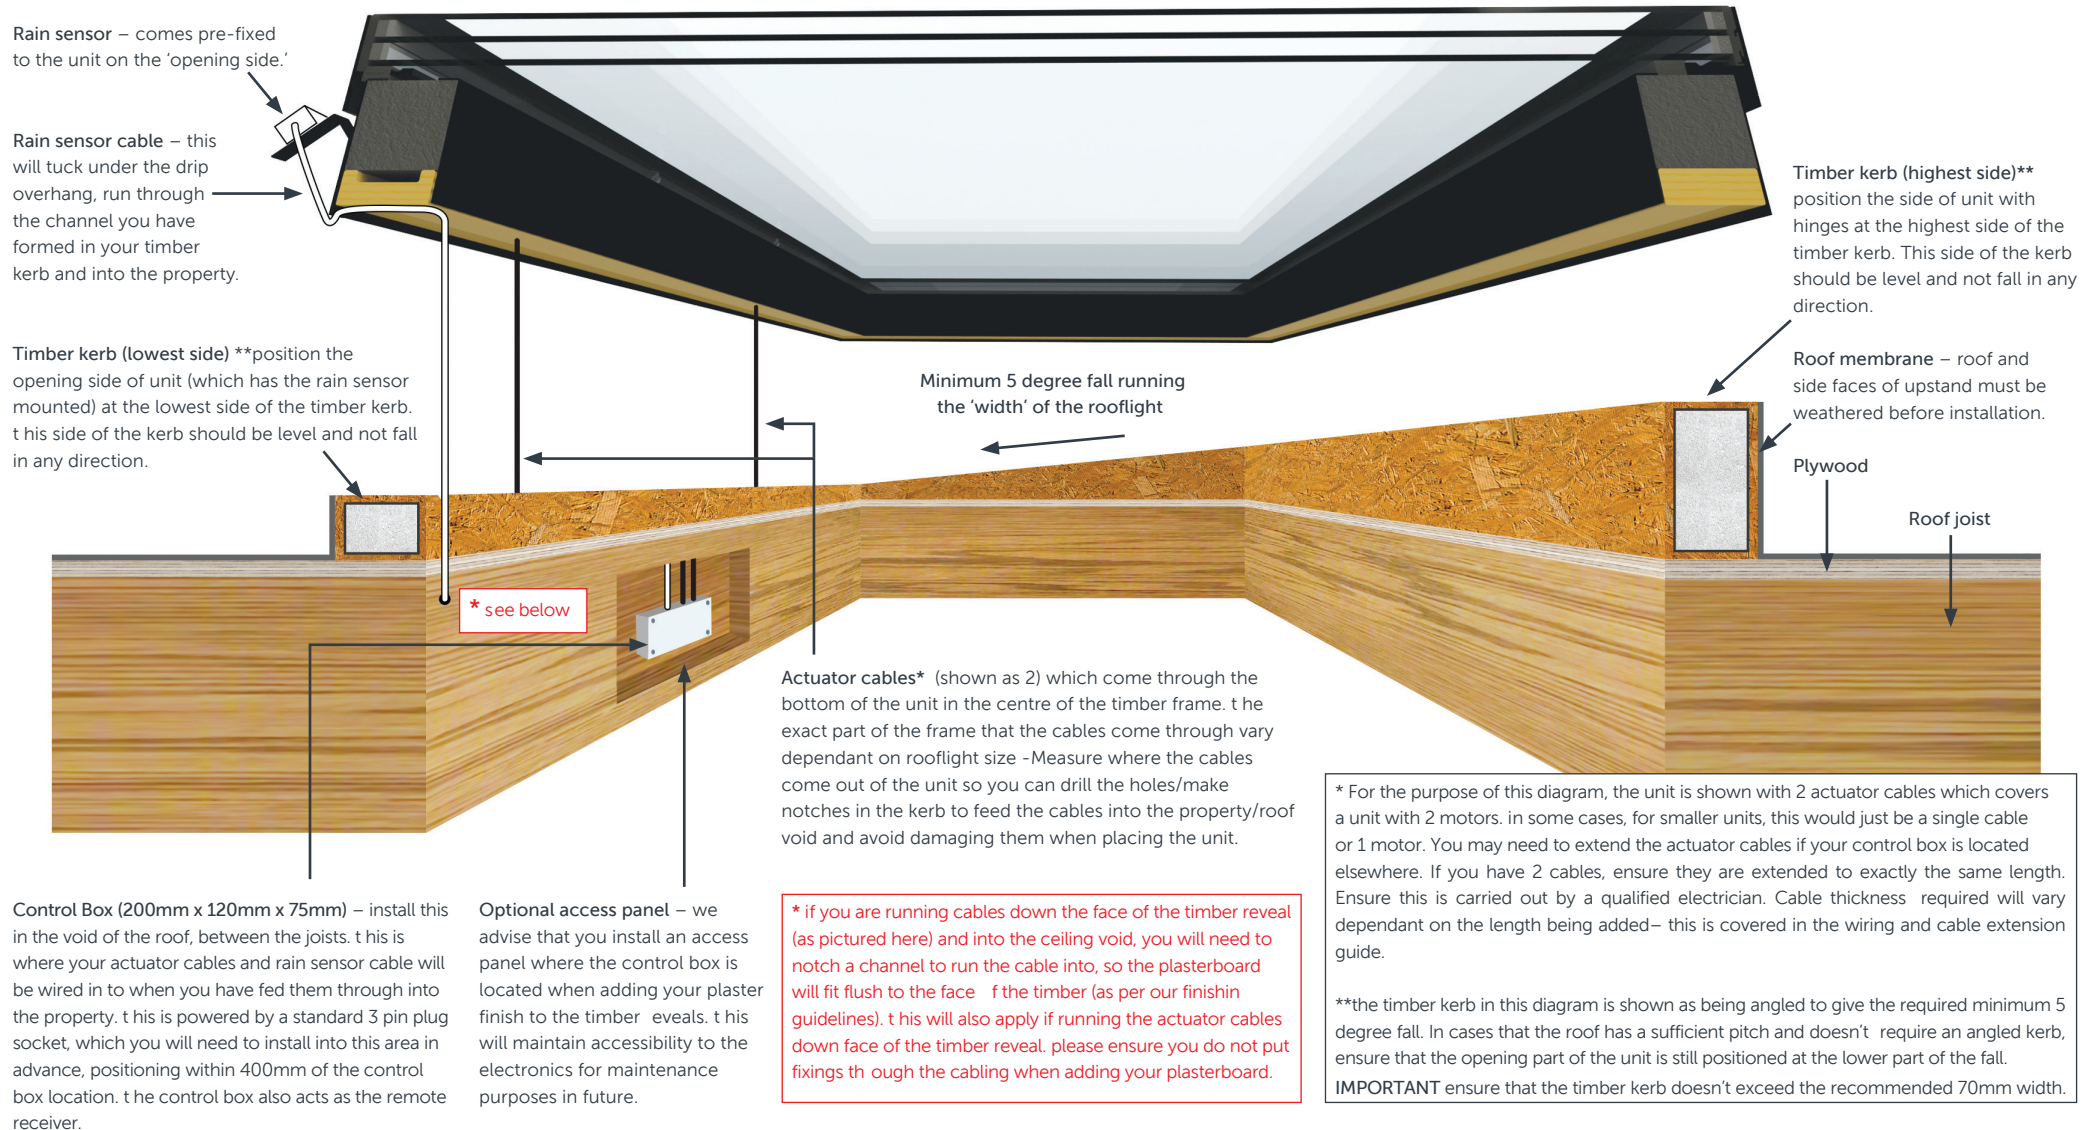 Rain sensor – comes pre-fixed
to the unit on the ‘opening side.’
Rain sensor cable – this
will tuck under the drip
overhang, run through
the channel you have
formed in your timber
kerb and into the property.
Timber kerb (lowest side) **position the
opening side of unit (which has the rain sensor
mounted) at the lowest side of the timber kerb.
t his side of the kerb should be level and not fall
in any direction.
Minimum 5 degree fall running
the ‘width’ of the rooflight
Timber kerb (highest side)**
position the side of unit with
hinges at the highest side of the
timber kerb. This side of the kerb
should be level and not fall in any
direction.
Roof membrane – roof and
side faces of upstand must be
weathered before installation.
Plywood
Roof joist
* see below
Actuator cables* (shown as 2) which come through the
bottom of the unit in the centre of the timber frame. t he
exact part of the frame that the cables come through vary
dependant on rooflight size -Measure where the cables
come out of the unit so you can drill the holes/make
notches in the kerb to feed the cables into the property/roof
void and avoid damaging them when placing the unit.
Control Box (200mm x 120mm x 75mm) – install this
in the void of the roof, between the joists. t his is
where your actuator cables and rain sensor cable will
be wired in to when you have fed them through into
the property. t his is powered by a standard 3 pin plug
socket, which you will need to install into this area in
advance, positioning within 400mm of the control
box location. t he control box also acts as the remote
receiver.
Optional access panel – we
advise that you install an access
panel where the control box is
located when adding your plaster
finish to the timber eveals. t his
will maintain accessibility to the
electronics for maintenance
purposes in future.
* if you are running cables down the face of the timber reveal
(as pictured here) and into the ceiling void, you will need to
notch a channel to run the cable into, so the plasterboard
will fit flush to the face f the timber (as per our finishin
guidelines). t his will also apply if running the actuator cables
down face of the timber reveal. please ensure you do not put
fixings th ough the cabling when adding your plasterboard.
* For the purpose of this diagram, the unit is shown with 2 actuator cables which covers
a unit with 2 motors. in some cases, for smaller units, this would just be a single cable
or 1 motor. You may need to extend the actuator cables if your control box is located
elsewhere. If you have 2 cables, ensure they are extended to exactly the same length.
Ensure this is carried out by a qualified electrician. Cable thickness required will vary
dependant on the length being added– this is covered in the wiring and cable extension
guide.
**the timber kerb in this diagram is shown as being angled to give the required minimum 5
degree fall. In cases that the roof has a sufficient pitch and doesn’t require an angled kerb,
ensure that the opening part of the unit is still positioned at the lower part of the fall.
IMPORTANT ensure that the timber kerb doesn’t exceed the recommended 70mm width.